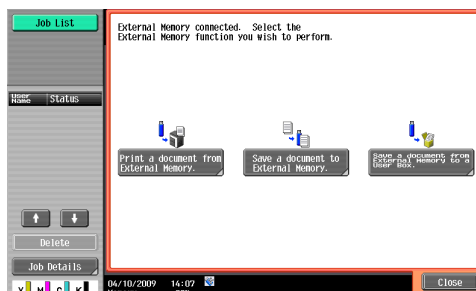 Job List
External Memory connected. Select the
External Memory function you wish to perform.
User
Name
Status
Print a document from
External Memory.
Save a document to
External Memory.
Save a document from
External Memory to a
User Box.
Delete
Job Details
04/10/2009 14:07
Close
Y M C K